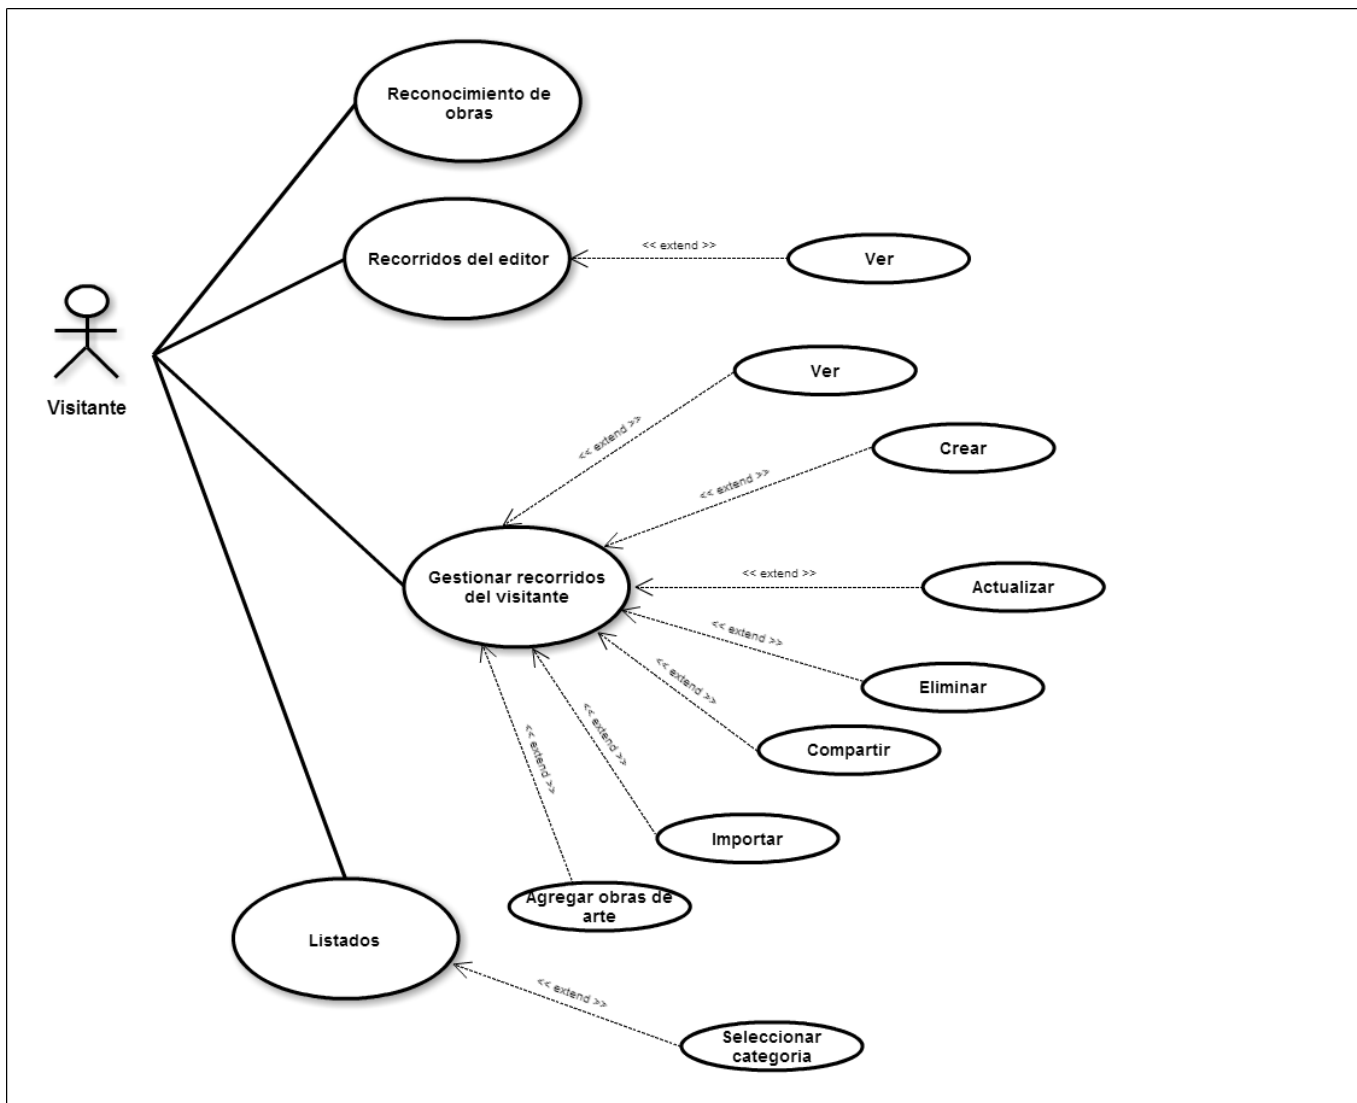 Reconocimiento de
obras
Recorridos del editor
<< extend >>
Ver
Visitante
Ver
<< extend >>
Crear
<< extend >>
Gestionar recorridos
del visitante
<< extend >>
Actualizar
<< extend >>
Eliminar
<< extend >>
Compartir
<< extend >>
Importar
<< extend >>
Agregar obras de
arte
Listados
<< extend >>
Seleccionar
categoria